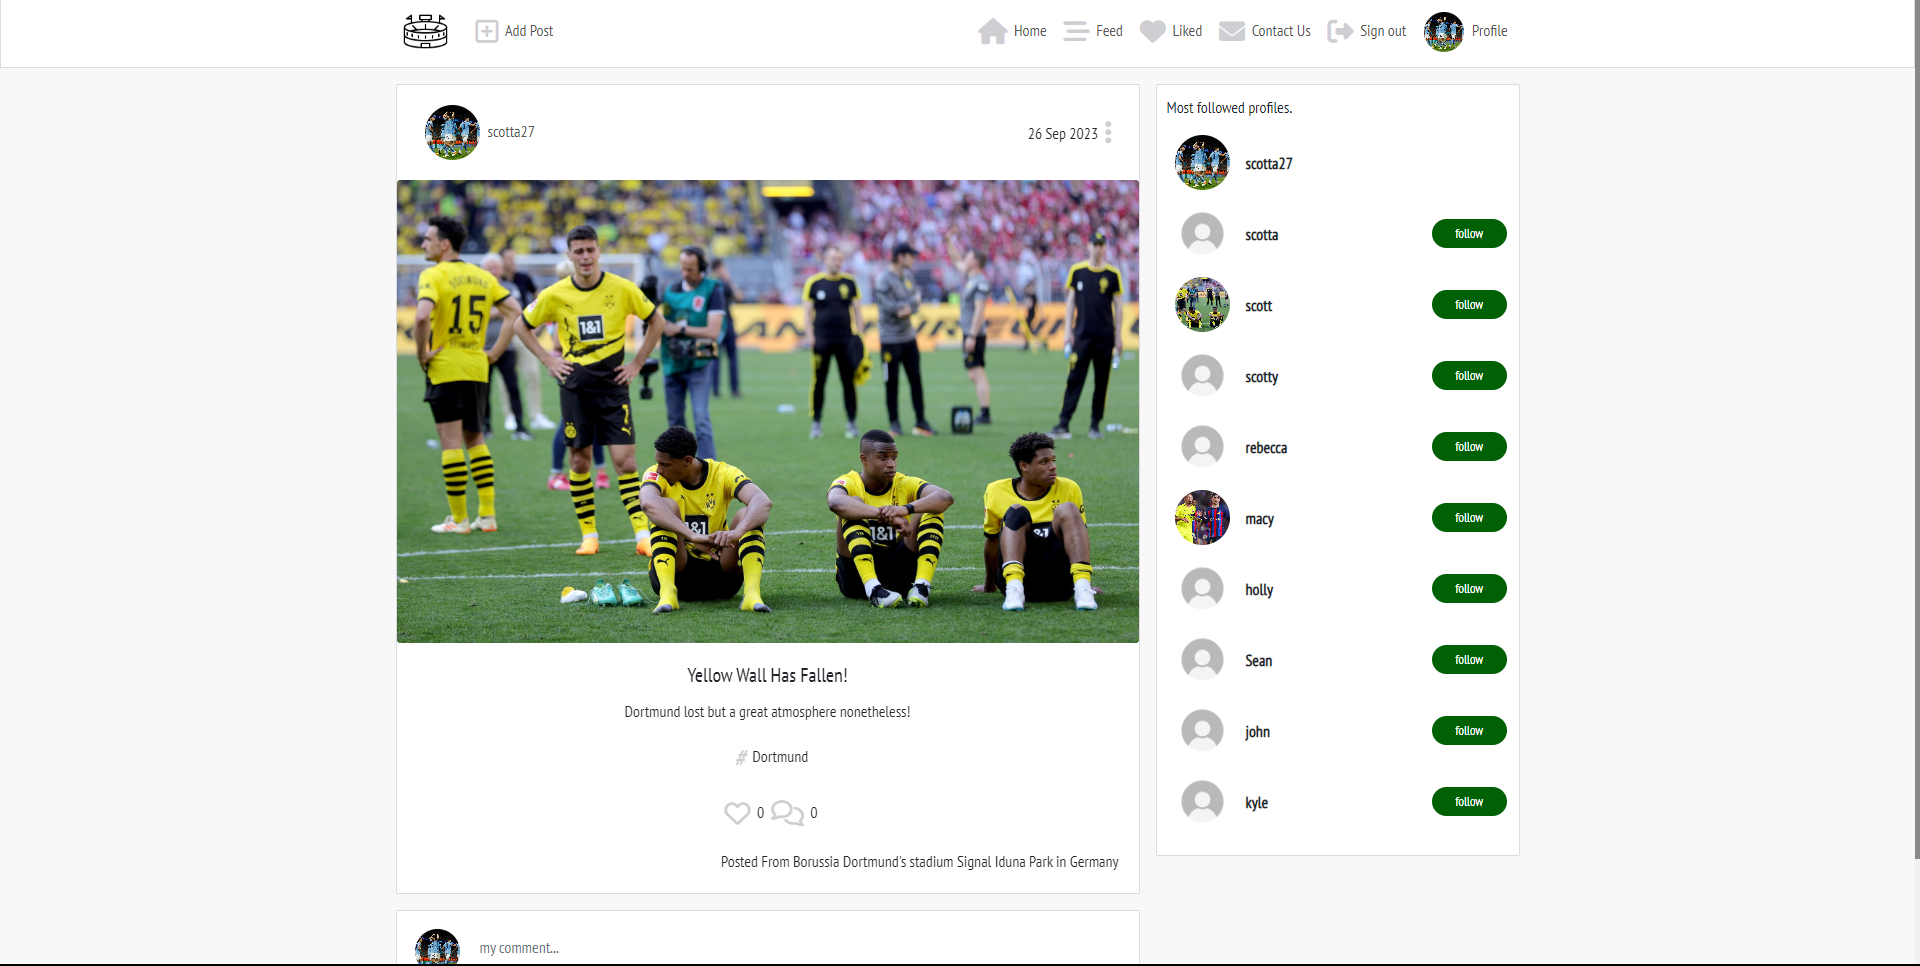 Add Post
Home
Feed
Liked
Contact Us
Sign out
Profile
scotta27
26 Sep 2023
15
1&1
7
1&1
1&1
Yellow Wall Has Fallen!
Dortmund lost but a great atmosphere nonetheless!
# Dortmund
0 0
Posted From Borussia Dortmund's stadium Signal Iduna Park in Germany
my comment...
Most followed profiles.
scotta27
scotta follow
scott follow
scotty follow
rebecca follow
macy follow
holly follow
Sean follow
john follow
kyle follow